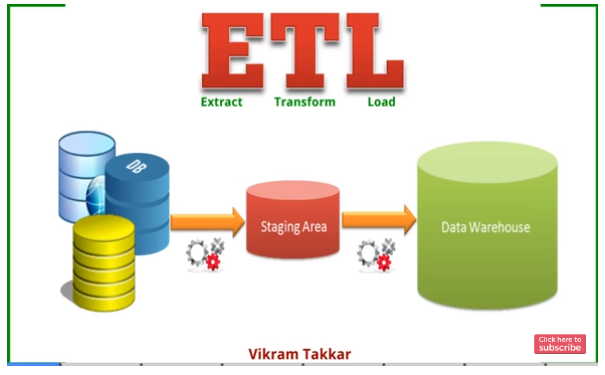 ETL
Extract Transform Load
DB
Staging Area
Data Warehouse
Click here to
subscribe
Vikram Takkar